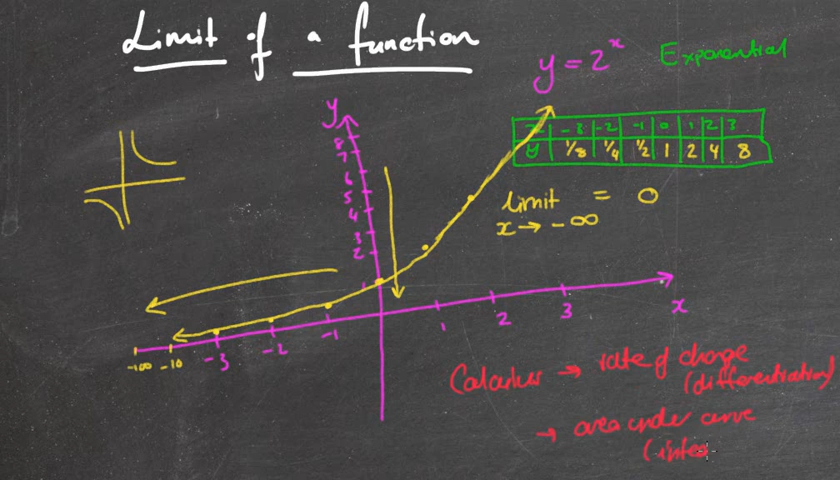 Limit of a function
y = 2ˣ Exponential
x -3 -2 -1 0 1 2 3
y 1/8 1/4 1/2 1 2 4 8
limit = 0
x → -∞
y
8
7
6
5
4
3
2
1
-100 -10 -3 -2 -1 1 2 3 x
Calculus → rate of change
(differentiation)
→ area under curve
(inte